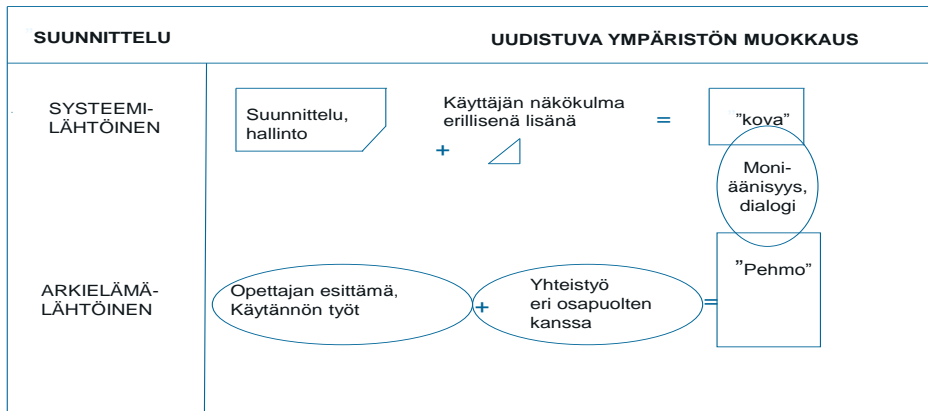 SUUNNITTELU
UUDISTUVA YMPÄRISTÖN MUOKKAUS
SYSTEEMI-
LÄHTÖINEN
Suunnittelu,
hallinto
+
Käyttäjän näkökulma
erillisenä lisänä
=
"kova"
Moni-
äänisyys,
dialogi
ARKIELÄMÄ-
LÄHTÖINEN
Opettajan esittämä,
Käytännön työt
+
Yhteistyö
eri osapuolten
kanssa
=
"Pehmo"